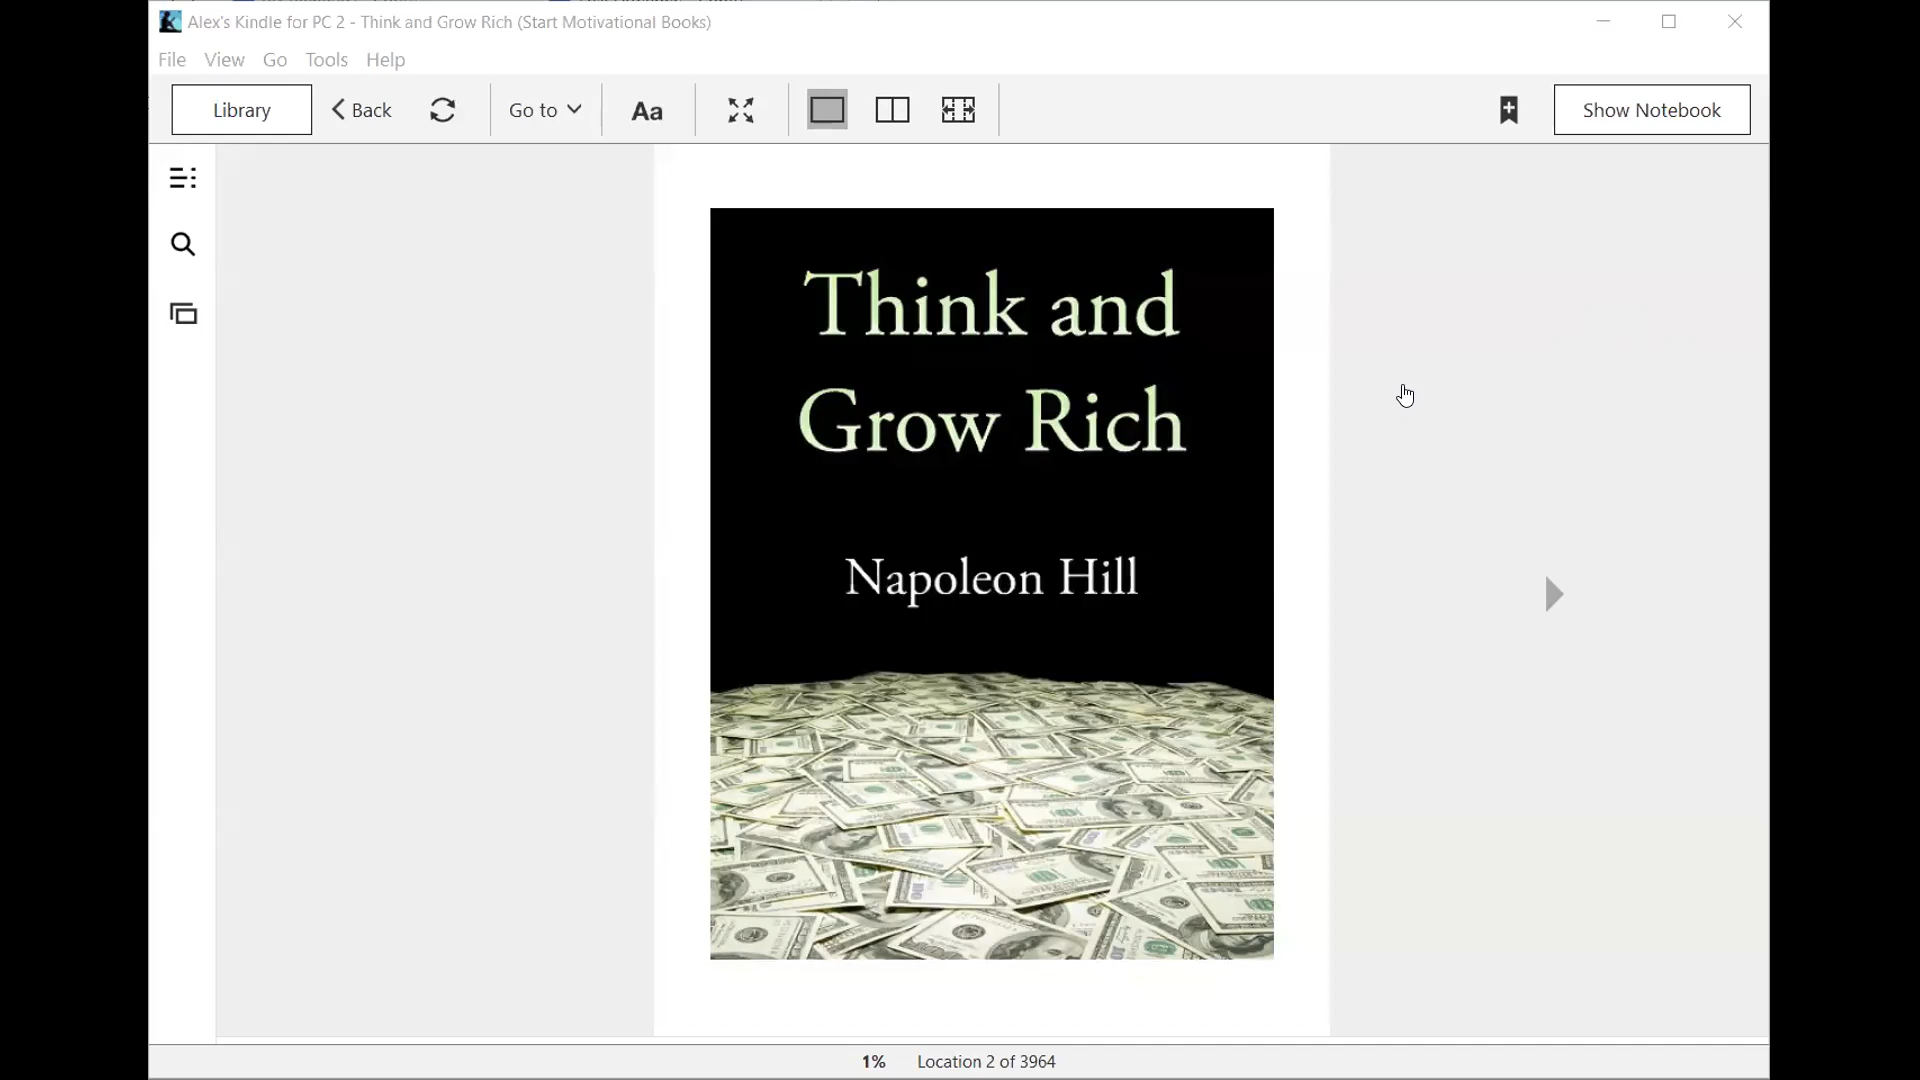 Alex's Kindle for PC 2 - Think and Grow Rich (Start Motivational Books)
File View Go Tools Help
Library Back Go to Aa Show Notebook
Think and
Grow Rich
Napoleon Hill
1% Location 2 of 3964